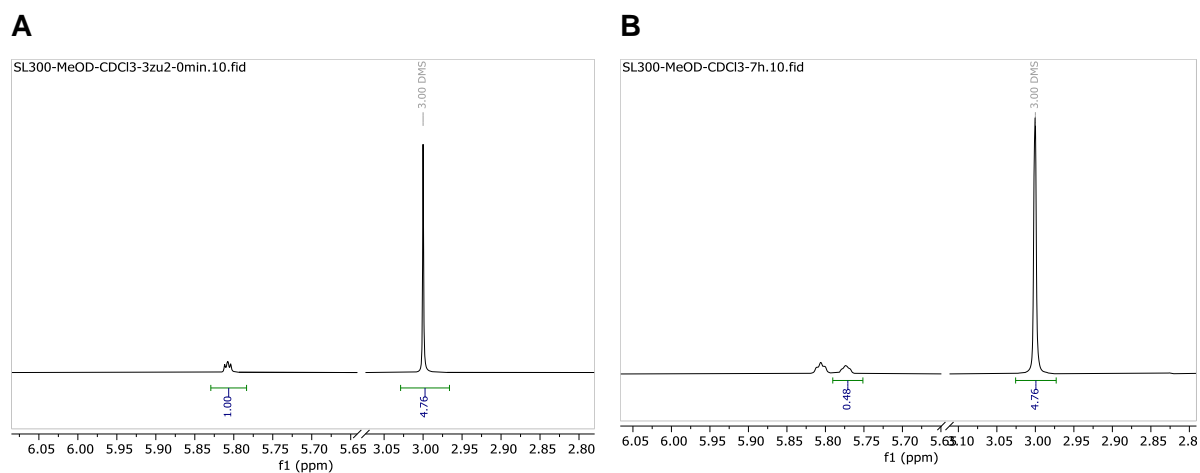 A
SL300-MeOD-CDCl3-3zu2-0min.10.fid
3.00 DMS
1.00
4.76
6.05 6.00 5.95 5.90 5.85 5.80 5.75 5.70 5.65 3.05 3.00 2.95 2.90 2.85 2.80
f1 (ppm)
B
SL300-MeOD-CDCl3-7h.10.fid
3.00 DMS
0.48
4.76
6.05 6.00 5.95 5.90 5.85 5.80 5.75 5.70 3.05 3.00 2.95 2.90 2.85 2.8
f1 (ppm)